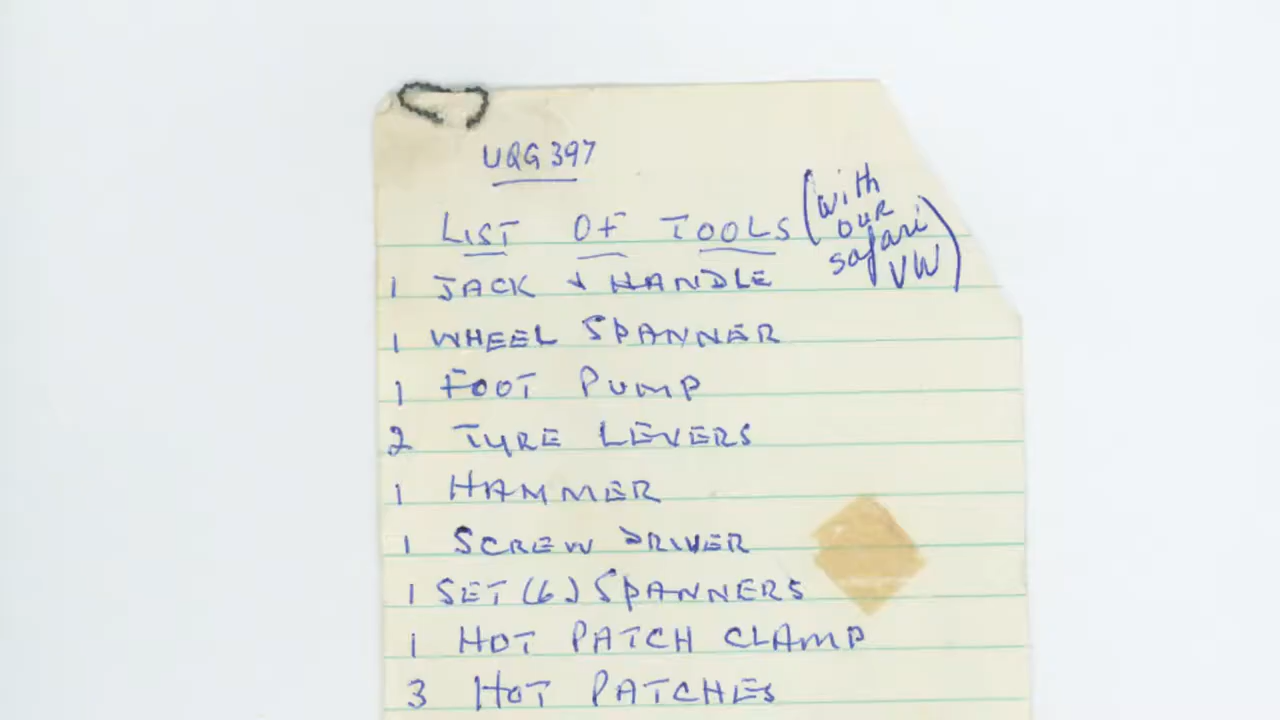 UQG 397
LIST OF TOOLS (with our safari VW)
1 JACK & HANDLE
1 WHEEL SPANNER
1 FOOT PUMP
2 TYRE LEVERS
1 HAMMER
1 SCREW DRIVER
1 SET (6) SPANNERS
1 HOT PATCH CLAMP
3 HOT PATCHES